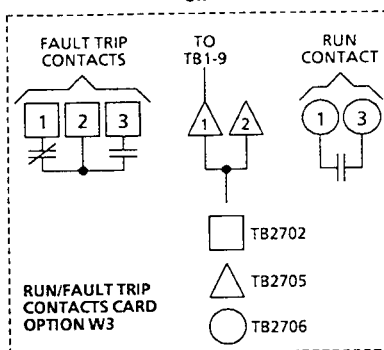 FAULT TRIP
CONTACTS
TO
TB1-9
RUN
CONTACT
1 2 3
1 2
1 3
TB2702
TB2705
TB2706
RUN/FAULT TRIP
CONTACTS CARD
OPTION W3